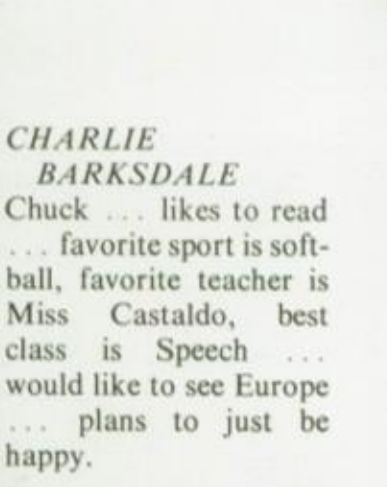 CHARLIE
BARKSDALE
Chuck ... likes to read
... favorite sport is soft-
ball, favorite teacher is
Miss Castaldo, best
class is Speech ...
would like to see Europe
... plans to just be
happy.